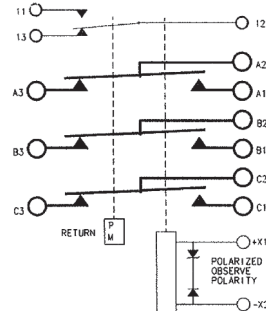 11
13
12
A2
A3
A1
B2
B3
B1
C2
C3
C1
RETURN
P
M
+X1
POLARIZED
OBSERVE
POLARITY
-X2